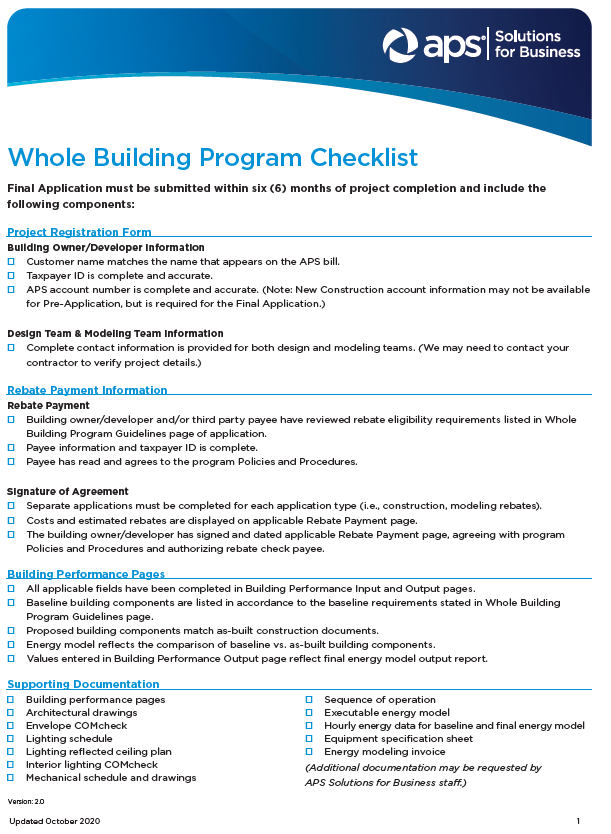 aps Solutions
for Business
Whole Building Program Checklist
Final Application must be submitted within six (6) months of project completion and include the
following components:
Project Registration Form
Building Owner/Developer Information
Customer name matches the name that appears on the APS bill.
Taxpayer ID is complete and accurate.
APS account number is complete and accurate. (Note: New Construction account information may not be available
for Pre-Application, but is required for the Final Application.)
Design Team & Modeling Team Information
Complete contact information is provided for both design and modeling teams. (We may need to contact your
contractor to verify project details.)
Rebate Payment Information
Rebate Payment
Building owner/developer and/or third party payee have reviewed rebate eligibility requirements listed in Whole
Building Program Guidelines page of application.
Payee information and taxpayer ID is complete.
Payee has read and agrees to the program Policies and Procedures.
Signature of Agreement
Separate applications must be completed for each application type (i.e., construction, modeling rebates).
Costs and estimated rebates are displayed on applicable Rebate Payment page.
The building owner/developer has signed and dated applicable Rebate Payment page, agreeing with program
Policies and Procedures and authorizing rebate check payee.
Building Performance Pages
All applicable fields have been completed in Building Performance Input and Output pages.
Baseline building components are listed in accordance to the baseline requirements stated in Whole Building
Program Guidelines page.
Proposed building components match as-built construction documents.
Energy model reflects the comparison of baseline vs. as-built building components.
Values entered in Building Performance Output page reflect final energy model output report.
Supporting Documentation
Building performance pages
Architectural drawings
Envelope COMcheck
Lighting schedule
Lighting reflected ceiling plan
Interior lighting COMcheck
Mechanical schedule and drawings
Sequence of operation
Executable energy model
Hourly energy data for baseline and final energy model
Equipment specification sheet
Energy modeling invoice
(Additional documentation may be requested by
APS Solutions for Business staff.)
Version: 2.0
Updated October 2020
1